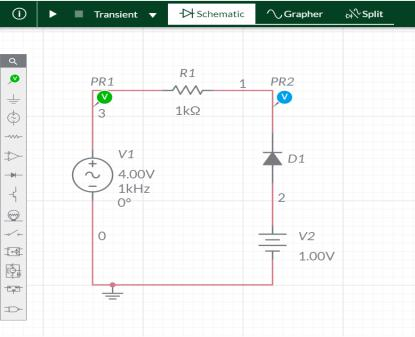 Transient Schematic Grapher Split
PR1 R1 1 PR2
V V
3 1kΩ
V1 D1
4.00V
1kHz
0° 2
0 V2
1.00V